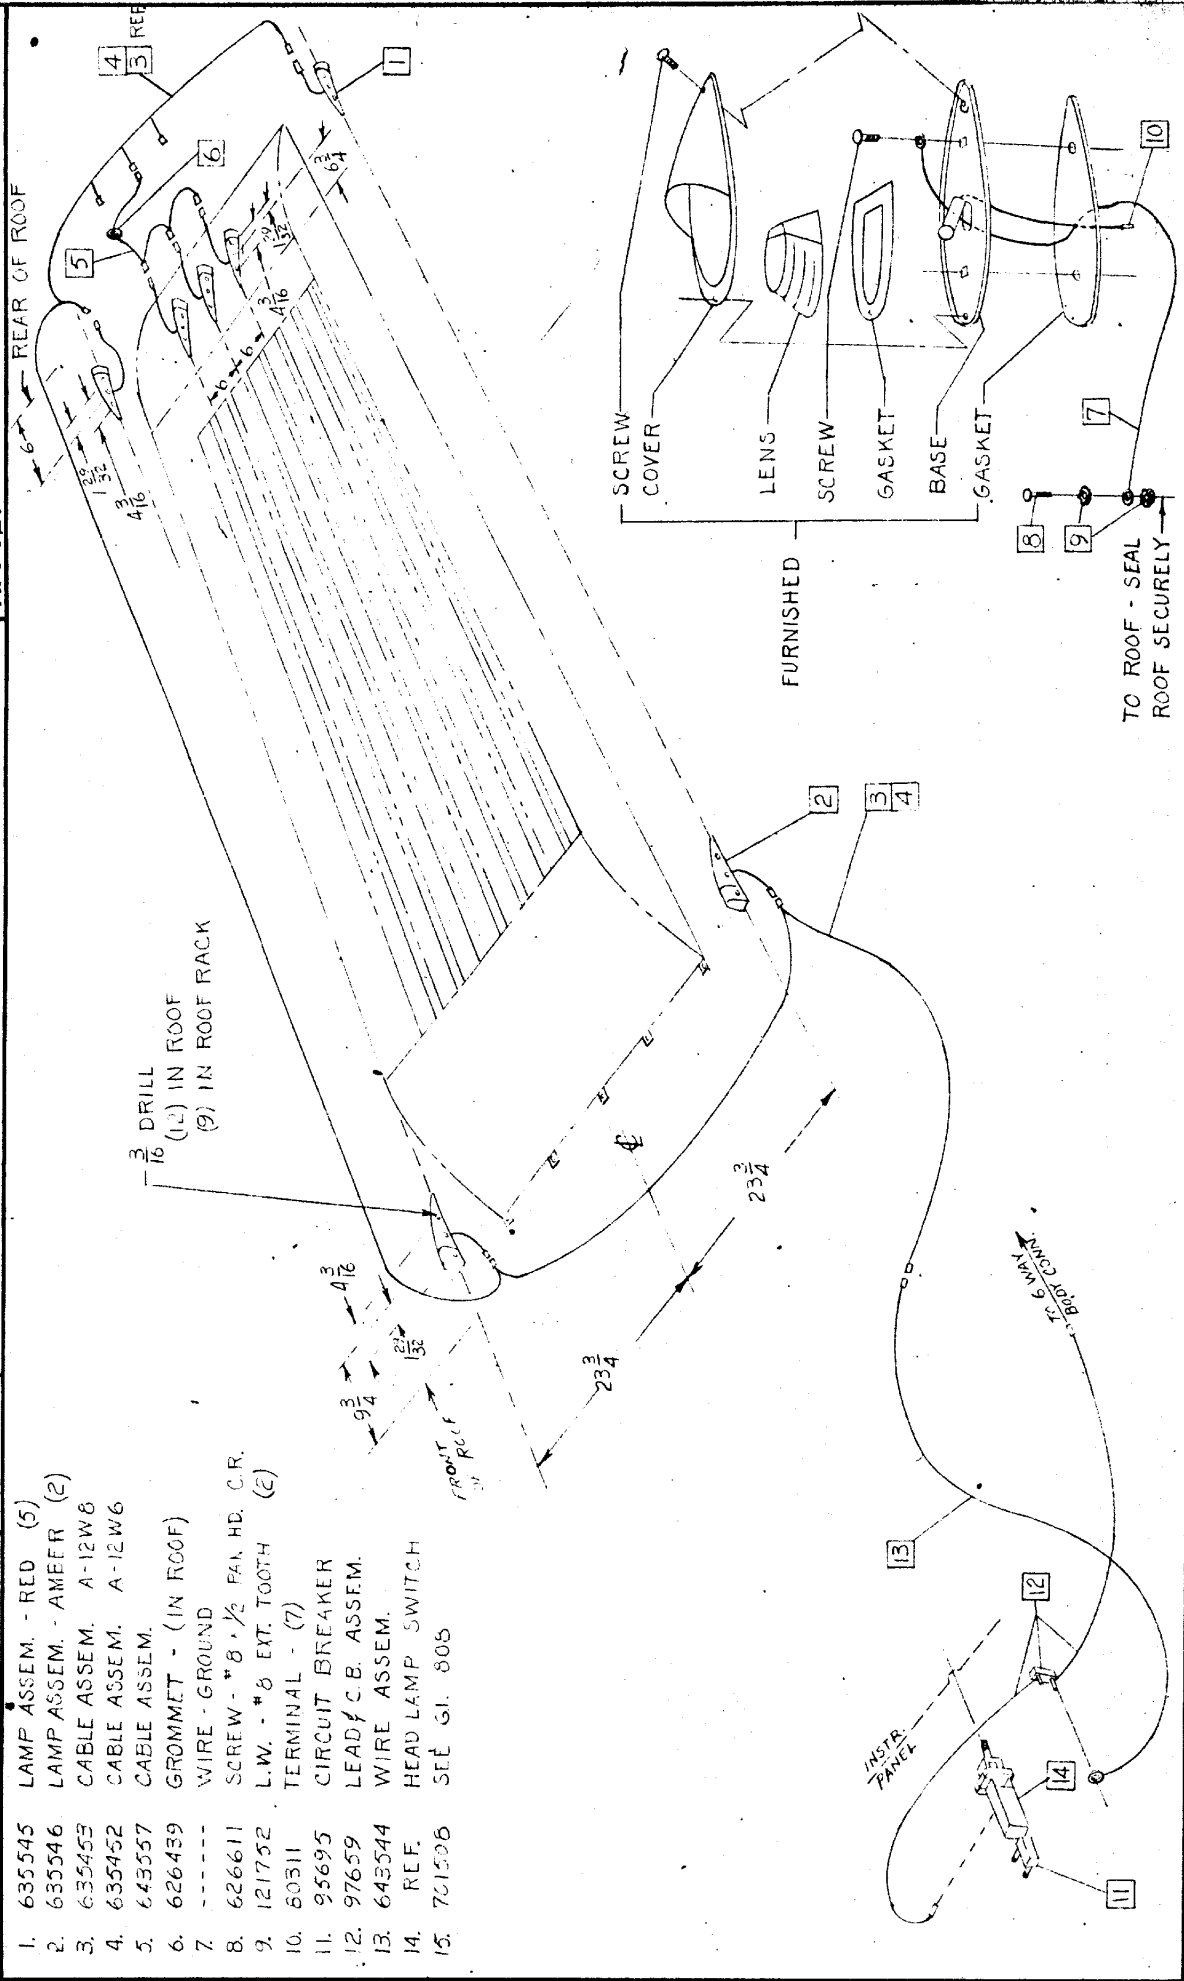 1. 635545 LAMP ASSEM. - RED (5)
2. 635546 LAMP ASSEM. - AMBER (2)
3. 635453 CABLE ASSEM. A-12W8
4. 635452 CABLE ASSEM. A-12W6
5. 643557 CABLE ASSEM.
6. 626439 GROMMET - (IN ROOF)
7. ----- WIRE - GROUND
8. 626611 SCREW - #8 x 1/2 PAN. HD. C.R.
9. 121752 L.W. - #8 EXT. TOOTH (2)
10. 80311 TERMINAL - (7)
11. 95695 CIRCUIT BREAKER
12. 97659 LEAD & C.B. ASSEM.
13. 643544 WIRE ASSEM.
14. REF. HEAD LAMP SWITCH
15. 701508 SEE G1. 808
3/16 DRILL
(12) IN ROOF
(9) IN ROOF RACK
6 REAR OF ROOF
1 29/32
4 3/16
4
3 REF
1
5
6
6 3/4
1 29/32
4 3/16
6 6
4 3/16
9 3/4
1 29/32
FRONT OF ROOF
23 3/4
23 3/4
℄
2
3
4
SCREW
COVER
LENS
SCREW
GASKET
BASE
GASKET
FURNISHED
10
7
8
9
TO ROOF - SEAL
ROOF SECURELY
TO 6 WAY
BODY CONN.
13
12
INSTR.
PANEL
14
11